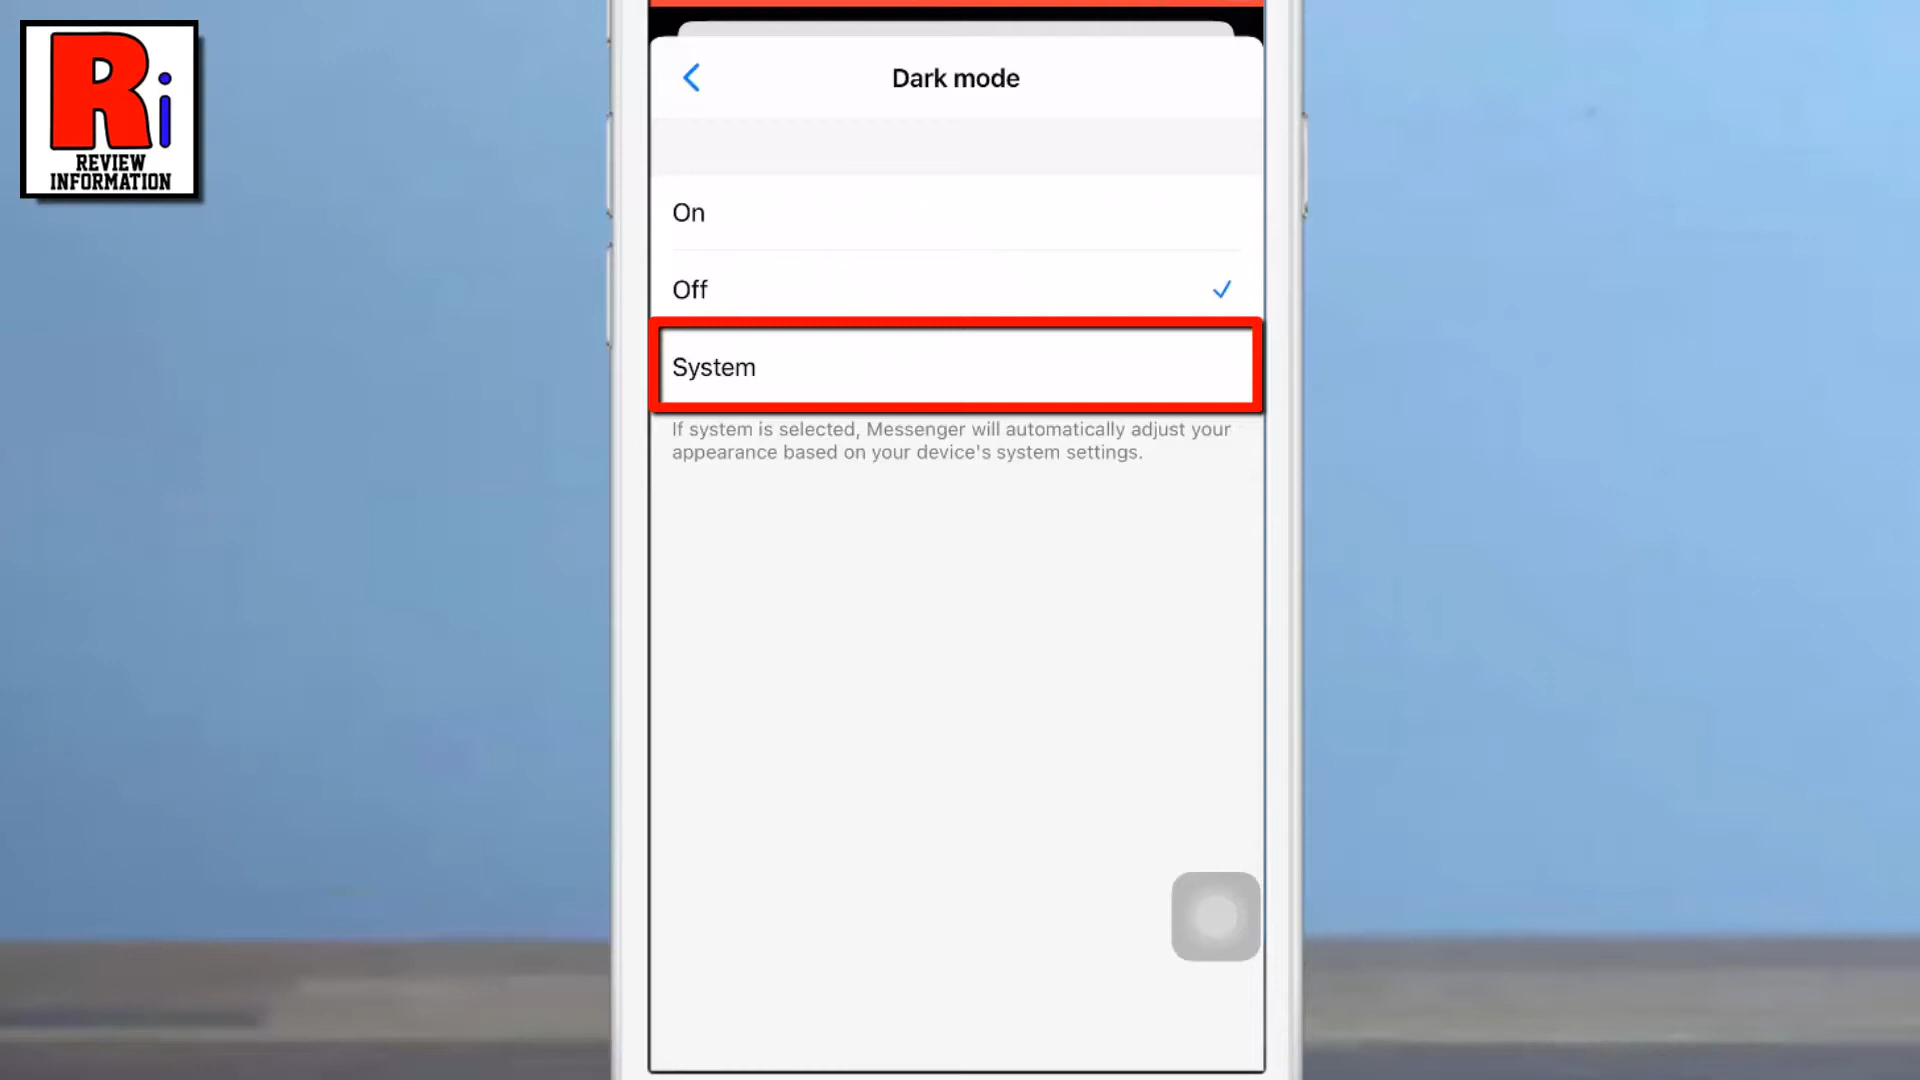 Ri
REVIEW
INFORMATION
Dark mode
On
Off
System
If system is selected, Messenger will automatically adjust your
appearance based on your device's system settings.